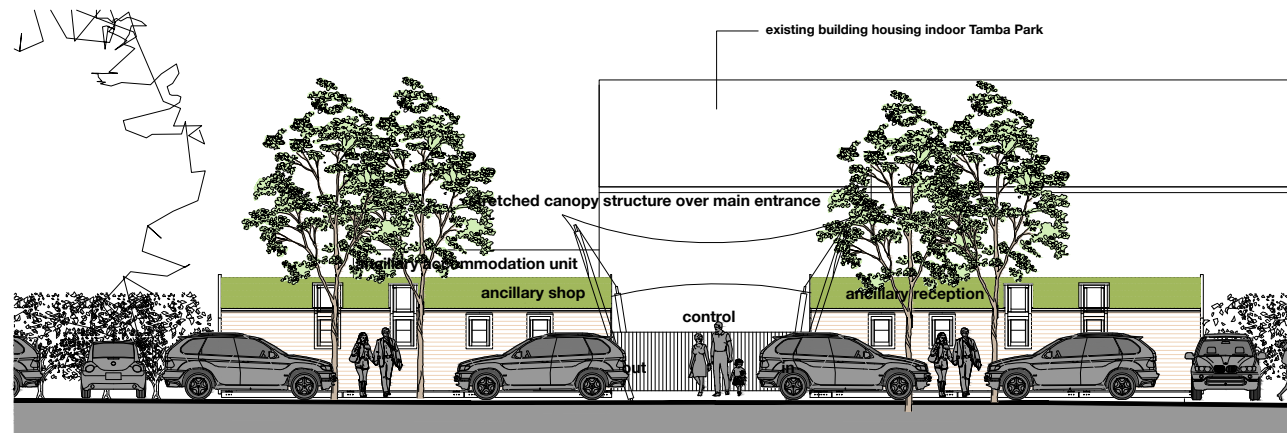 existing building housing indoor Tamba Park
stretched canopy structure over main entrance
ancillary accommodation unit
ancillary shop
ancillary reception
control
out
in